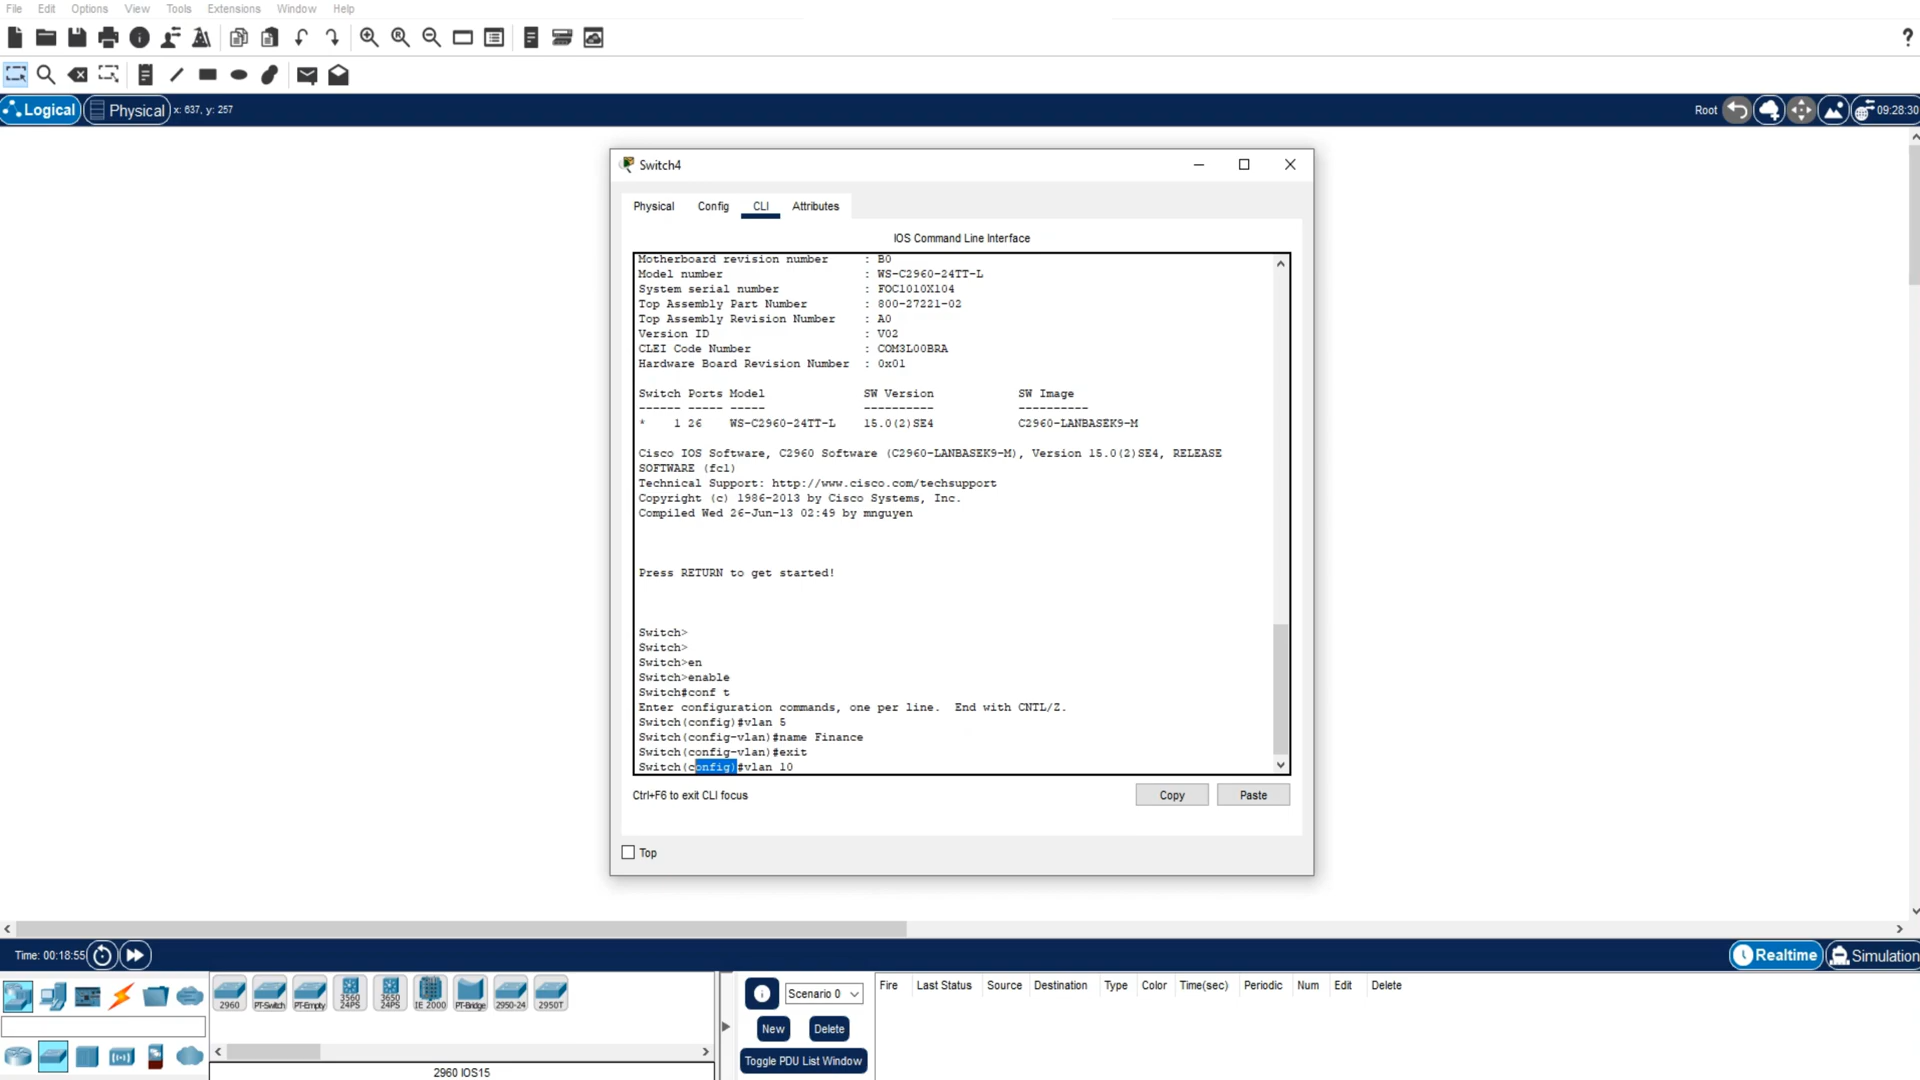 File Edit Options View Tools Extensions Window Help
?
Logical Physical x: 637, y: 257 Root 09:28:30
Switch4
Physical Config CLI Attributes
IOS Command Line Interface
Motherboard revision number : B0
Model number : WS-C2960-24TT-L
System serial number : FOC1010X104
Top Assembly Part Number : 800-27221-02
Top Assembly Revision Number : A0
Version ID : V02
CLEI Code Number : COM3L00BRA
Hardware Board Revision Number : 0x01
Switch Ports Model SW Version SW Image
------ ----- ----- ---------- ----------
* 1 26 WS-C2960-24TT-L 15.0(2)SE4 C2960-LANBASEK9-M
Cisco IOS Software, C2960 Software (C2960-LANBASEK9-M), Version 15.0(2)SE4, RELEASE
SOFTWARE (fc1)
Technical Support: http://www.cisco.com/techsupport
Copyright (c) 1986-2013 by Cisco Systems, Inc.
Compiled Wed 26-Jun-13 02:49 by mnguyen
Press RETURN to get started!
Switch>
Switch>
Switch>en
Switch>enable
Switch#conf t
Enter configuration commands, one per line. End with CNTL/Z.
Switch(config)#vlan 5
Switch(config-vlan)#name Finance
Switch(config-vlan)#exit
Switch(config)#vlan 10
Ctrl+F6 to exit CLI focus Copy Paste
Top
Time: 00:18:55 Realtime Simulation
2960 PT-Switch PT-Empty 3560 24PS 3650 24PS IE 2000 PT-Bridge 2950-24 2950T
Scenario 0
Fire Last Status Source Destination Type Color Time(sec) Periodic Num Edit Delete
New Delete
Toggle PDU List Window
2960 IOS15